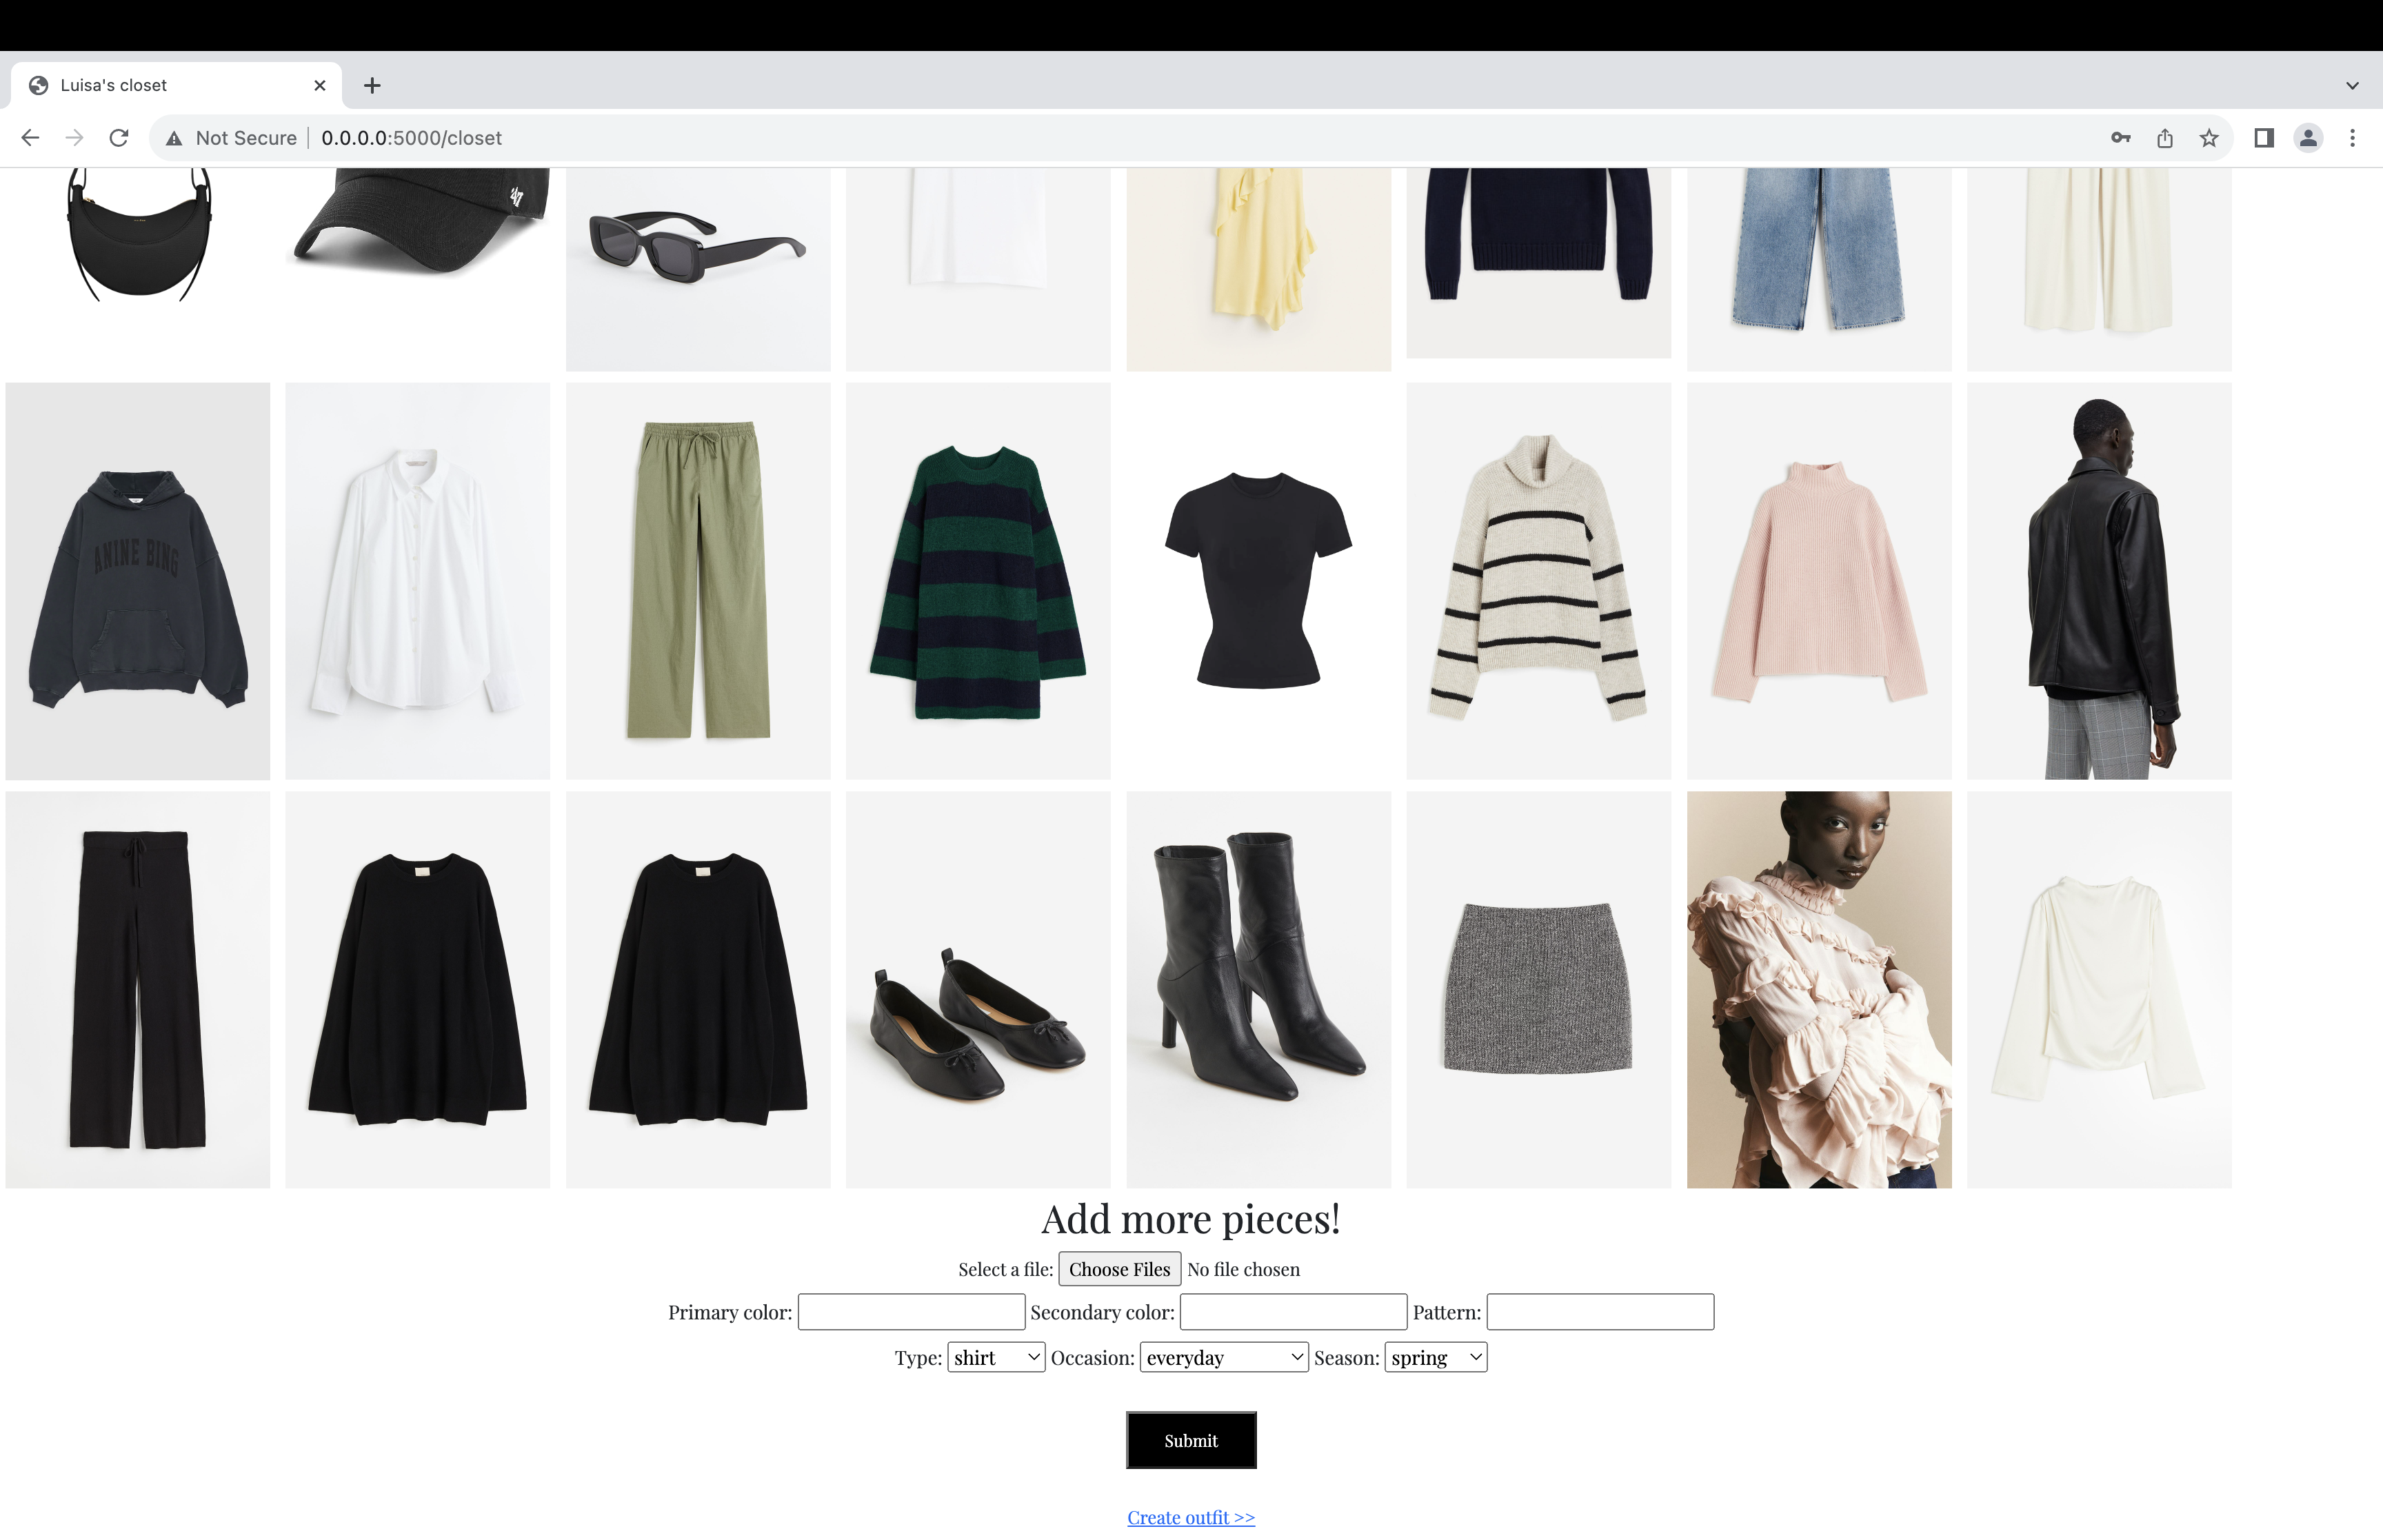 Luisa's closet
Not Secure 0.0.0.0:5000/closet
47
ANINE BING
Add more pieces!
Select a file: Choose Files No file chosen
Primary color: Secondary color: Pattern:
Type: shirt Occasion: everyday Season: spring
Submit
Create outfit >>